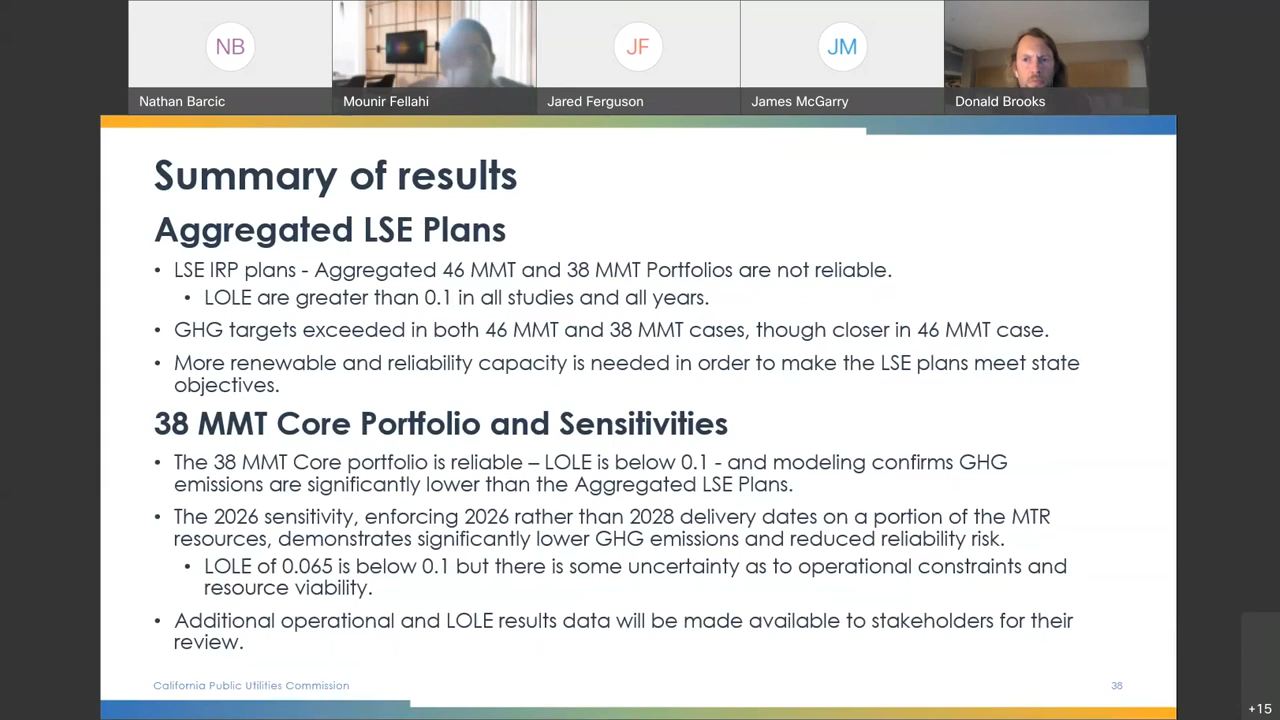 NB
JF
JM
Nathan Barcic
Mounir Fellahi
Jared Ferguson
James McGarry
Donald Brooks
Summary of results
Aggregated LSE Plans
• LSE IRP plans - Aggregated 46 MMT and 38 MMT Portfolios are not reliable.
• LOLE are greater than 0.1 in all studies and all years.
• GHG targets exceeded in both 46 MMT and 38 MMT cases, though closer in 46 MMT case.
• More renewable and reliability capacity is needed in order to make the LSE plans meet state
objectives.
38 MMT Core Portfolio and Sensitivities
• The 38 MMT Core portfolio is reliable – LOLE is below 0.1 - and modeling confirms GHG
emissions are significantly lower than the Aggregated LSE Plans.
• The 2026 sensitivity, enforcing 2026 rather than 2028 delivery dates on a portion of the MTR
resources, demonstrates significantly lower GHG emissions and reduced reliability risk.
• LOLE of 0.065 is below 0.1 but there is some uncertainty as to operational constraints and
resource viability.
• Additional operational and LOLE results data will be made available to stakeholders for their
review.
California Public Utilities Commission
38
+15